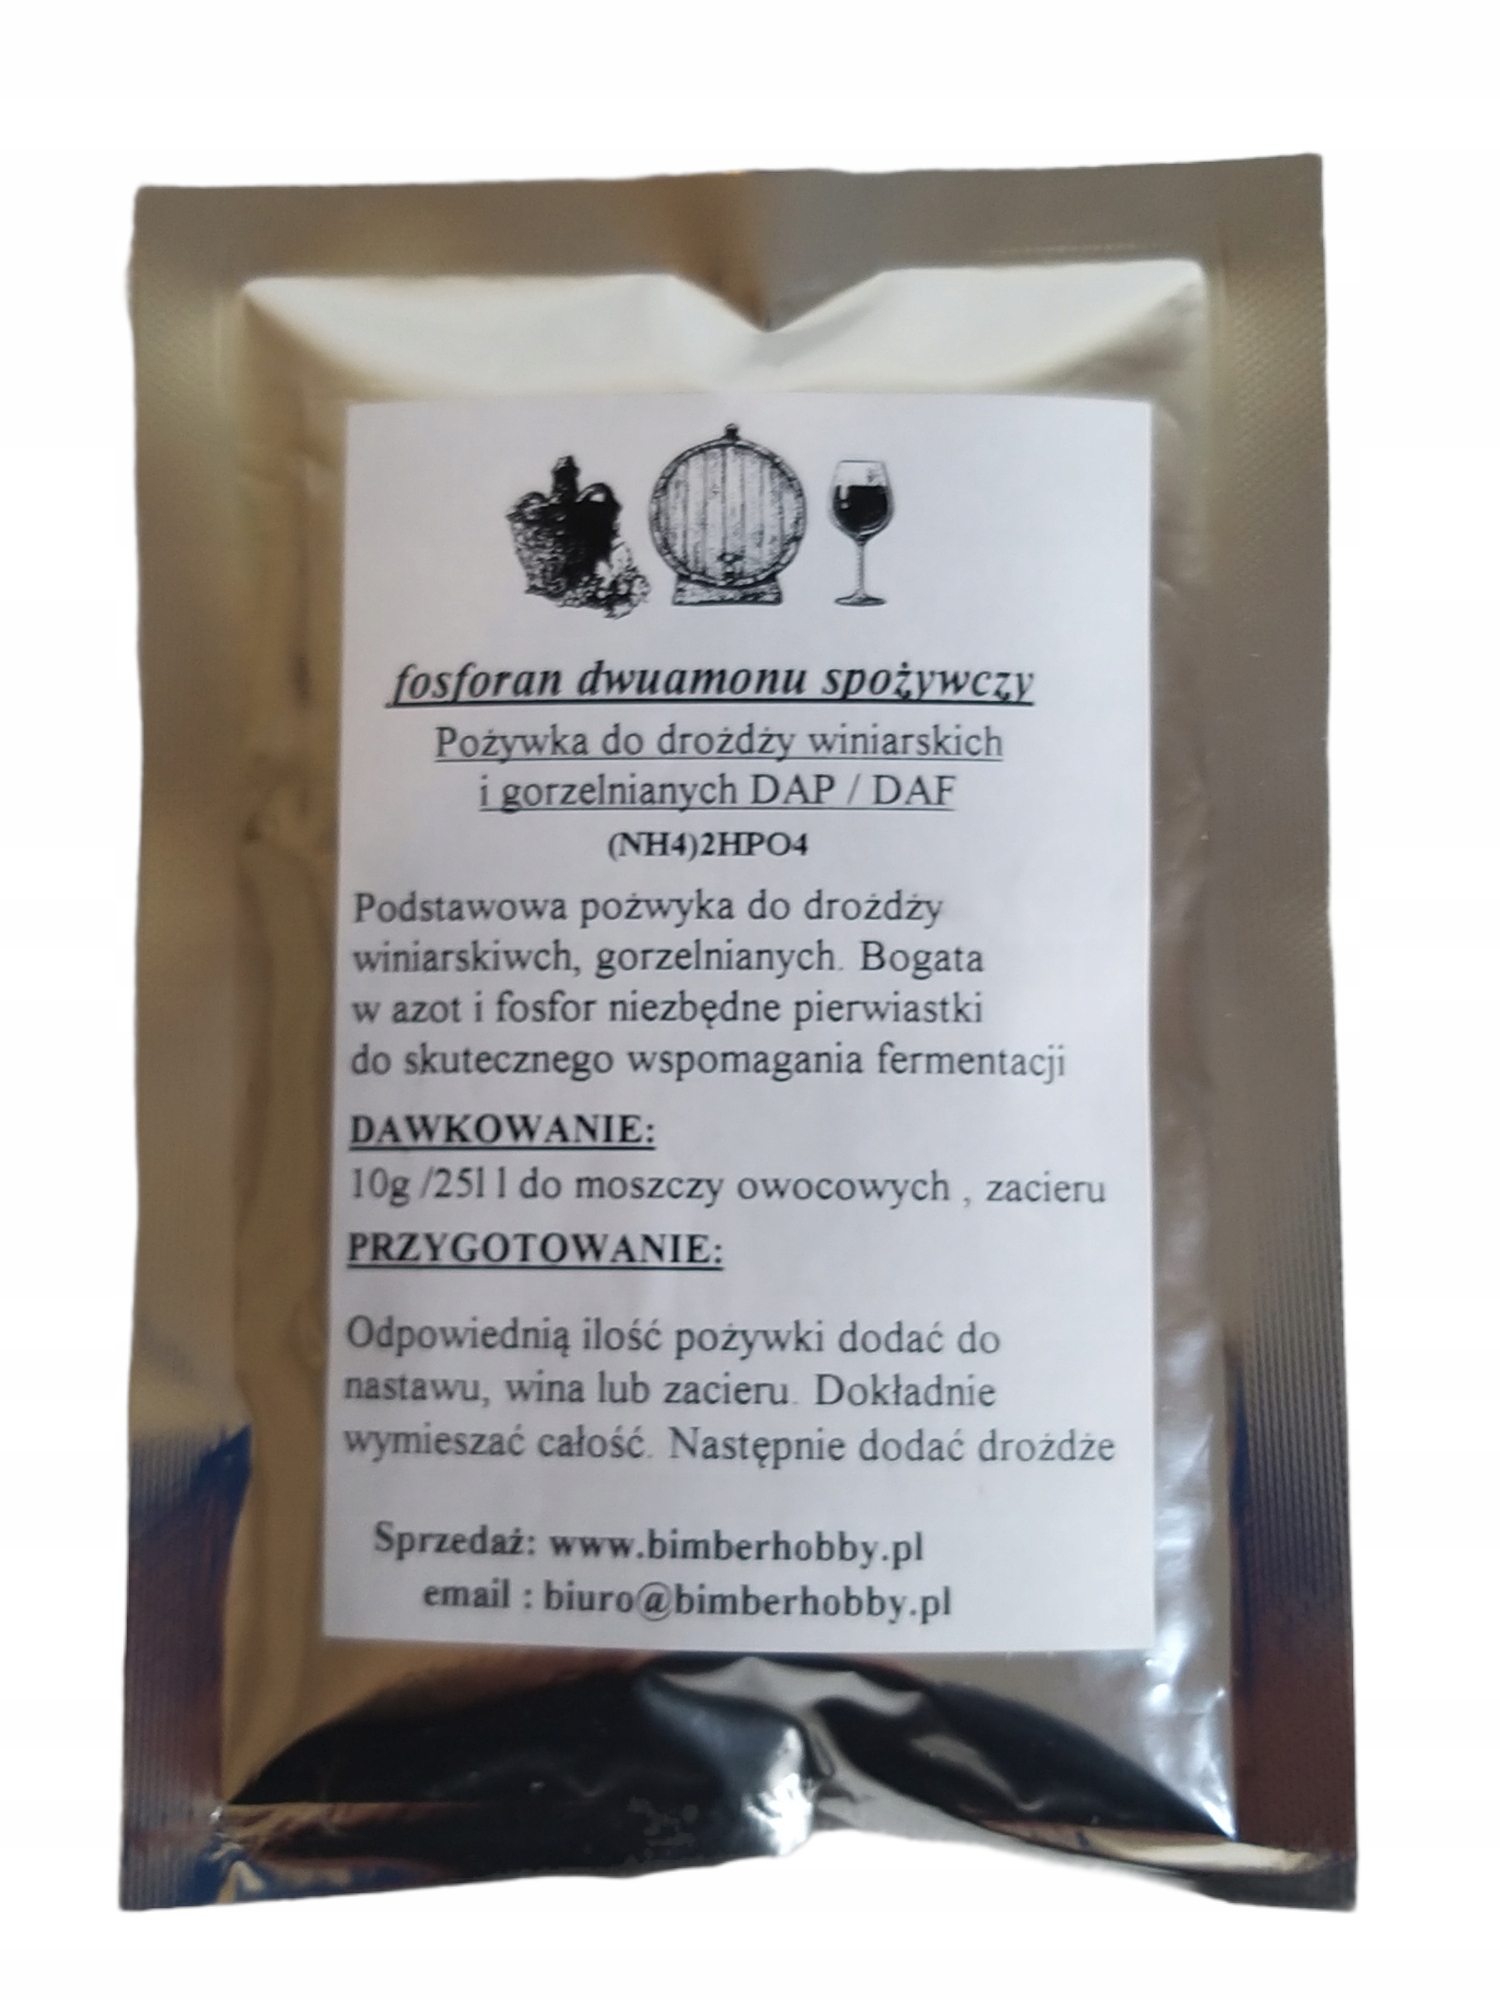 fosforan dwuamonu spożywczy
Pożywka do drożdży winiarskich
i gorzelnianych DAP / DAF
(NH4)2HPO4
Podstawowa pożwyka do drożdży
winiarskiwch, gorzelnianych. Bogata
w azot i fosfor niezbędne pierwiastki
do skutecznego wspomagania fermentacji
DAWKOWANIE:
10g /25l l do moszczy owocowych , zacieru
PRZYGOTOWANIE:
Odpowiednią ilość pożywki dodać do
nastawu, wina lub zacieru. Dokładnie
wymieszać całość. Następnie dodać drożdże
Sprzedaż: www.bimberhobby.pl
email : biuro@bimberhobby.pl